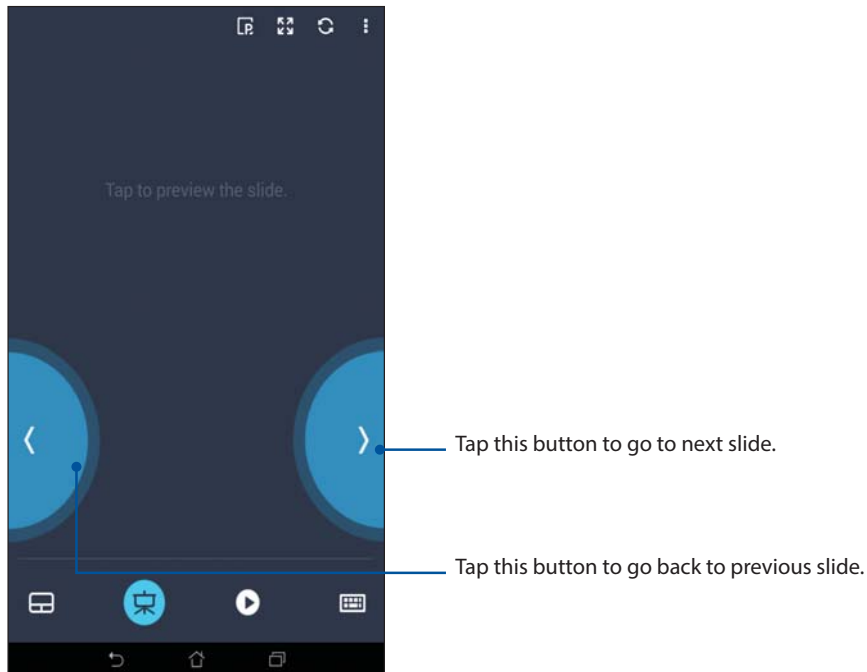 Tap to preview the slide.
Tap this button to go to next slide.
Tap this button to go back to previous slide.